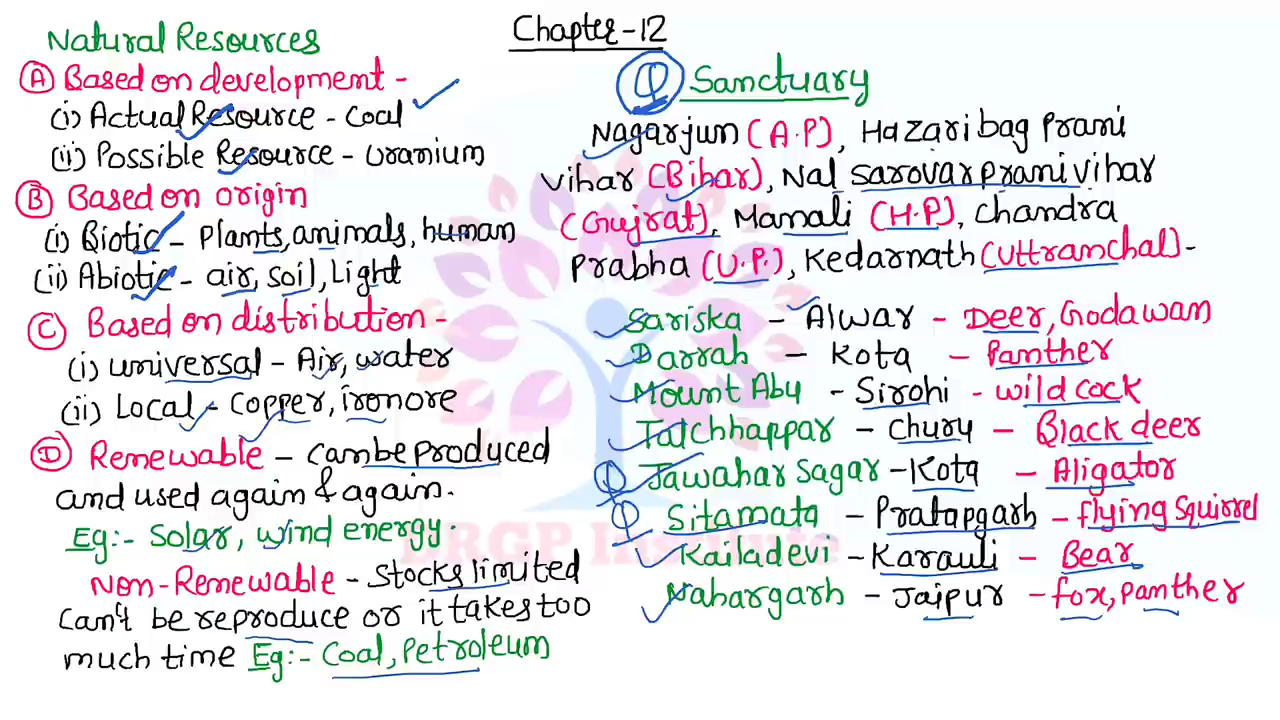 Chapter-12
Natural Resources
(A) Based on development -
(i) Actual Resource - Coal
(ii) Possible Resource - Uranium
(B) Based on origin
(i) Biotic - Plants, animals, human
(ii) Abiotic - air, soil, Light
(C) Based on distribution -
(i) universal - Air, water
(ii) Local - Copper, ironore
(D) Renewable - can be produced
and used again & again.
Eg:- Solar, wind energy.
Non-Renewable - Stocks limited
Can't be reproduce or it takes too
much time Eg:- Coal, Petroleum
Q Sanctuary
Nagarjun (A.P), Hazaribag Prani
Vihar (Bihar), Nal sarovar prani vihar
(Gujrat), Manali (H.P), Chandra
Prabha (U.P.), Kedarnath (Uttranchal) -
Sariska - Alwar - Deer, Godawan
Darrah - Kota - Panther
Mount Abu - Sirohi - wild cock
Talchhappar - Churu - Black deer
Q Jawahar Sagar - Kota - Aligator
Q Sitamata - Pratapgarh - flying Squirrel
Kailadevi - Karauli - Bear
Nahargarh - Jaipur - fox, panther
DRGP Institute